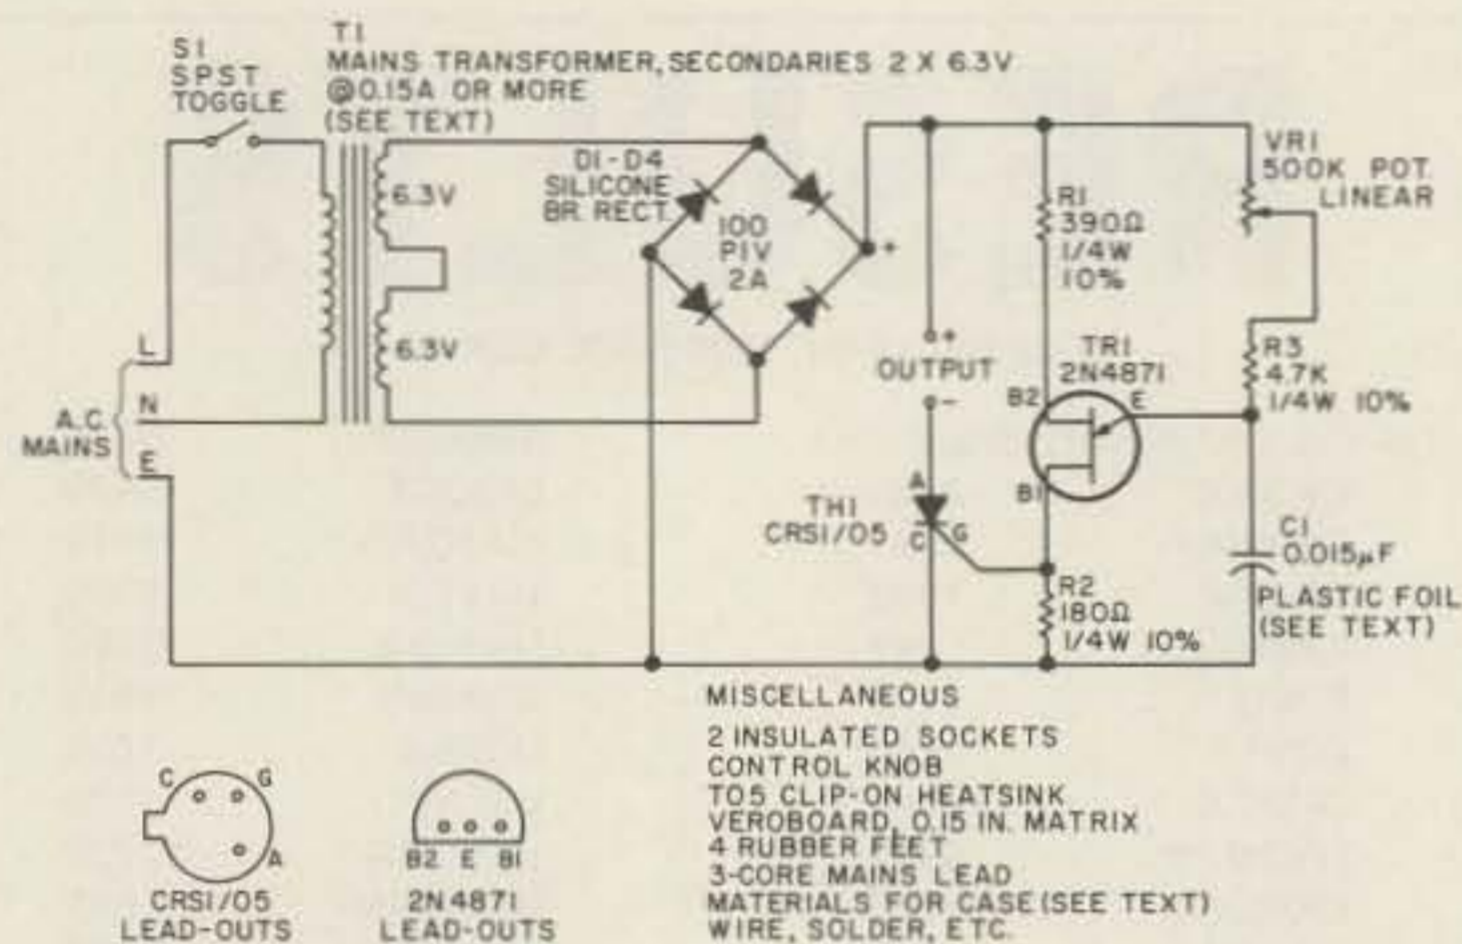 S1
SPST
TOGGLE
T1
MAINS TRANSFORMER, SECONDARIES 2 X 6.3V
@0.15A OR MORE
(SEE TEXT)
6.3V
6.3V
D1-D4
SILICONE
BR. RECT.
100
PIV
2A
+
R1
390Ω
1/4W
10%
VR1
500K POT.
LINEAR
L
N
E
A.C.
MAINS
+
OUTPUT
-
TR1
2N4871
B2
E
B1
R3
4.7K
1/4W 10%
TH1
CRS1/05
A
C
G
C1
0.015μF
PLASTIC FOIL
(SEE TEXT)
R2
180Ω
1/4W 10%
MISCELLANEOUS
2 INSULATED SOCKETS
CONTROL KNOB
TO5 CLIP-ON HEATSINK
VEROBOARD, 0.15 IN. MATRIX
4 RUBBER FEET
3-CORE MAINS LEAD
MATERIALS FOR CASE (SEE TEXT)
WIRE, SOLDER, ETC.
C
G
A
CRS1/05
LEAD-OUTS
B2 E B1
2N4871
LEAD-OUTS